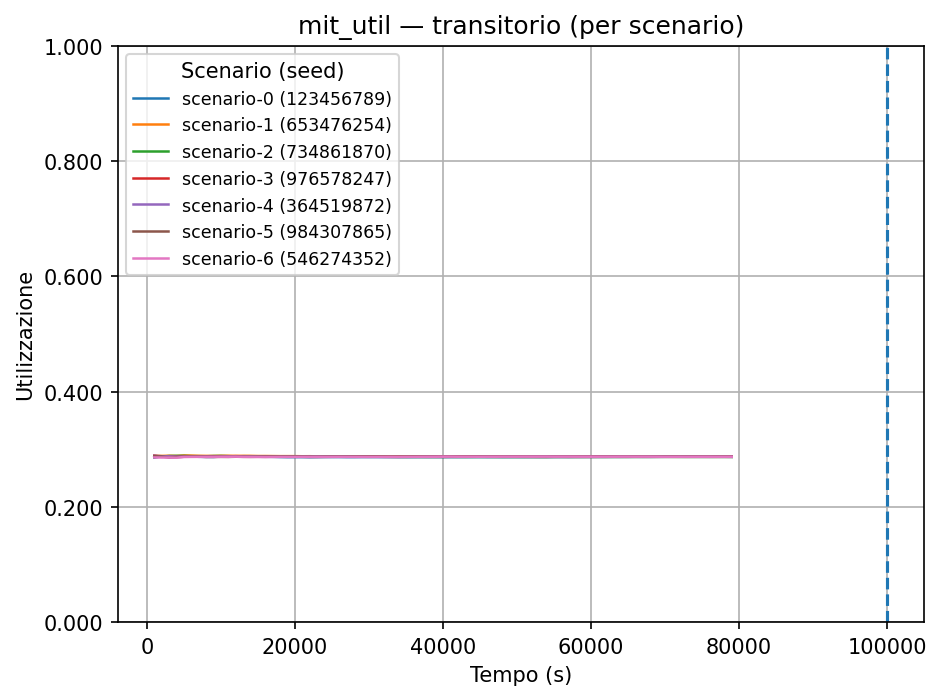 mit_util — transitorio (per scenario)
1.000
0.800
0.600
0.400
0.200
0.000
Utilizzazione
Scenario (seed)
scenario-0 (123456789)
scenario-1 (653476254)
scenario-2 (734861870)
scenario-3 (976578247)
scenario-4 (364519872)
scenario-5 (984307865)
scenario-6 (546274352)
0 20000 40000 60000 80000 100000
Tempo (s)